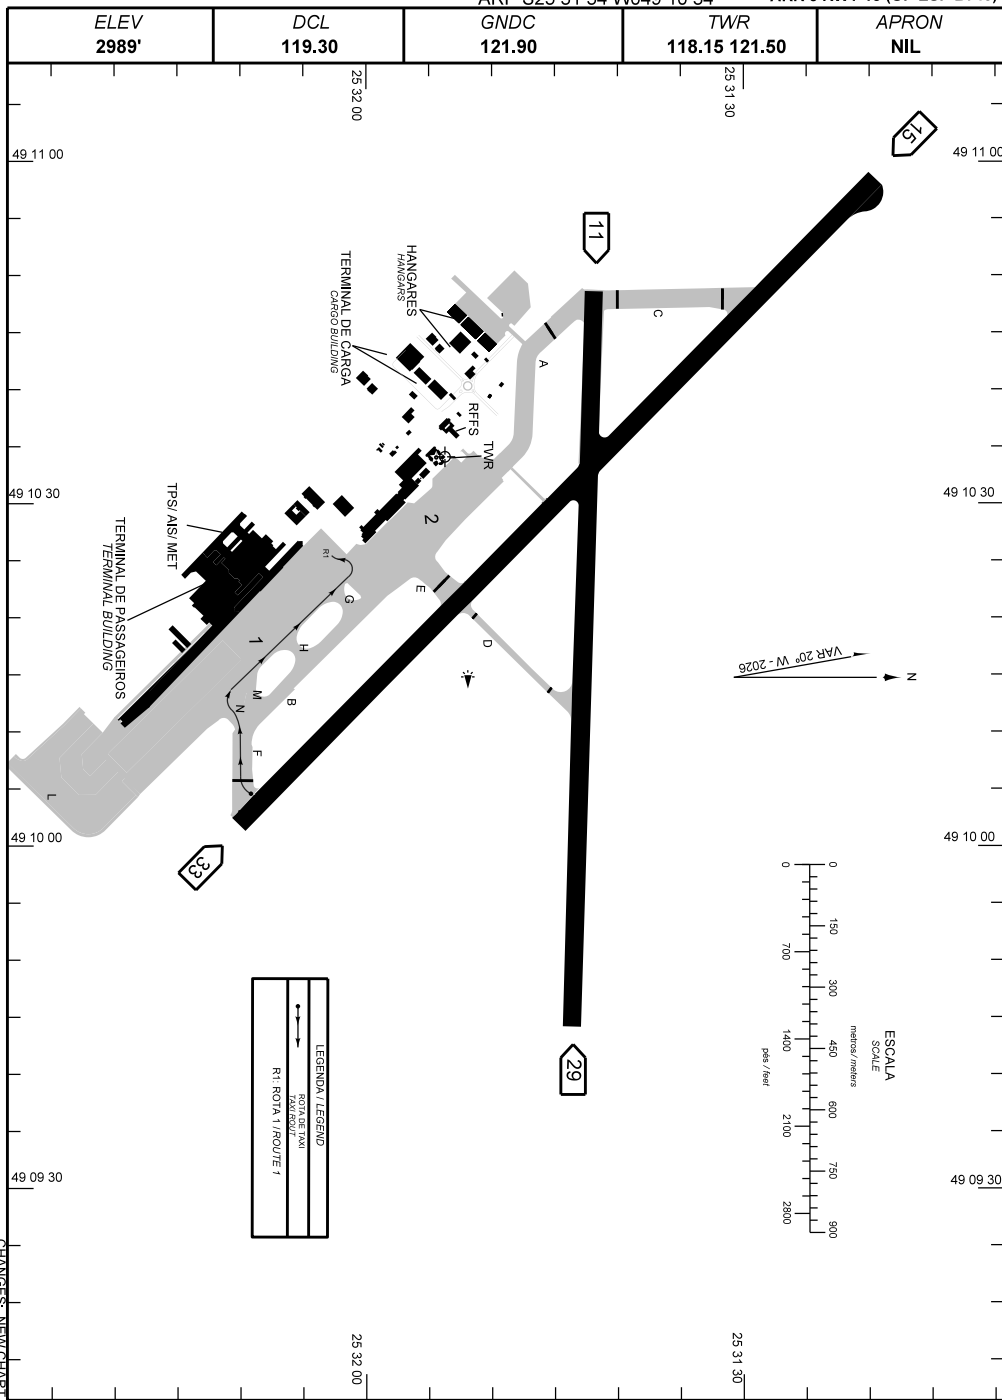 ELEV
2989'
DCL
119.30
GNDC
121.90
TWR
118.15 121.50
APRON
NIL
25 32 00
25 31 30
49 11 00
49 11 00
15
11
HANGARES
HANGARS
TERMINAL DE CARGA
CARGO BUILDING
C
A
RFFS
TWR
49 10 30
49 10 30
2
TPS/ AIS/ MET
TERMINAL DE PASSAGEIROS
TERMINAL BUILDING
R1
E
G
D
1
H
M
B
N
F
L
VAR 20° W - 2026
N
49 10 00
49 10 00
33
29
ESCALA
SCALE
metros/ meters
0 150 300 450 600 750 900
0 700 1400 2100 2800
pés / feet
LEGENDA / LEGEND
ROTA DE TAXI
TAXI ROUT
R1: ROTA 1 / ROUTE 1
49 09 30
49 09 30
25 32 00
25 31 30
CHANGES: NEW CHART